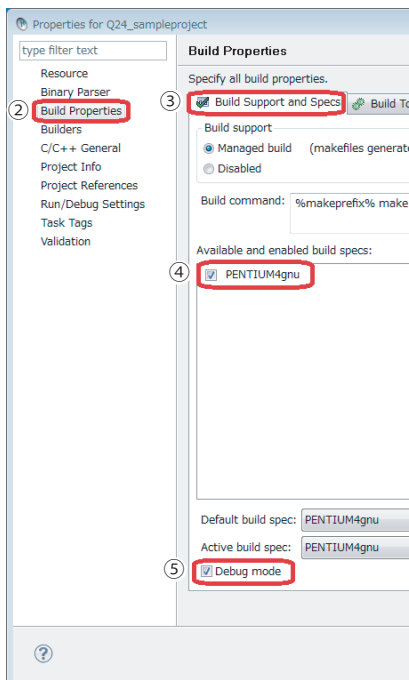 Properties for Q24_sampleproject
type filter text
Resource
Binary Parser
② Build Properties
Builders
C/C++ General
Project Info
Project References
Run/Debug Settings
Task Tags
Validation
Build Properties
Specify all build properties.
③ Build Support and Specs Build To
Build support
Managed build (makefiles generate
Disabled
Build command: %makeprefix% make
Available and enabled build specs:
④ PENTIUM4gnu
Default build spec: PENTIUM4gnu
Active build spec: PENTIUM4gnu
⑤ Debug mode
?